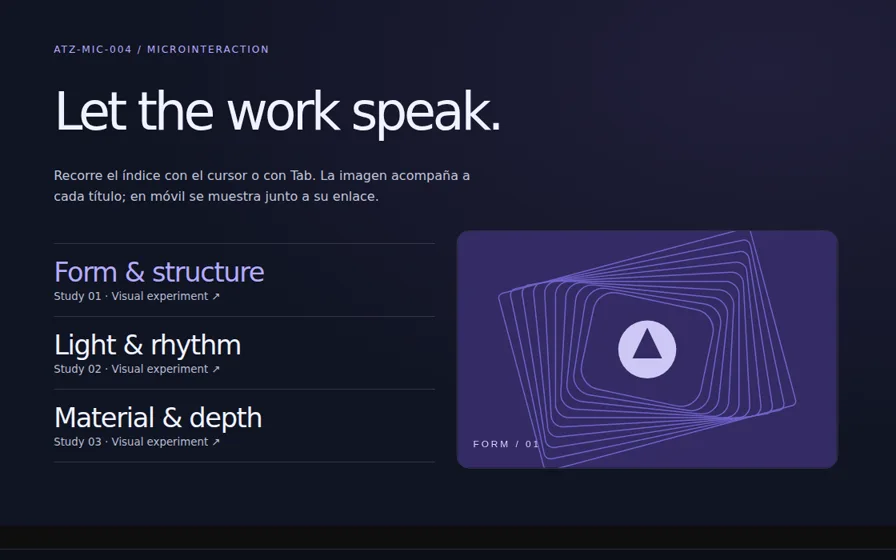 ATZ-MIC-004 / MICROINTERACTION
Let the work speak.
Recorre el índice con el cursor o con Tab. La imagen acompaña a
cada título; en móvil se muestra junto a su enlace.
Form & structure
Study 01 · Visual experiment ↗
Light & rhythm
Study 02 · Visual experiment ↗
Material & depth
Study 03 · Visual experiment ↗
FORM / 01